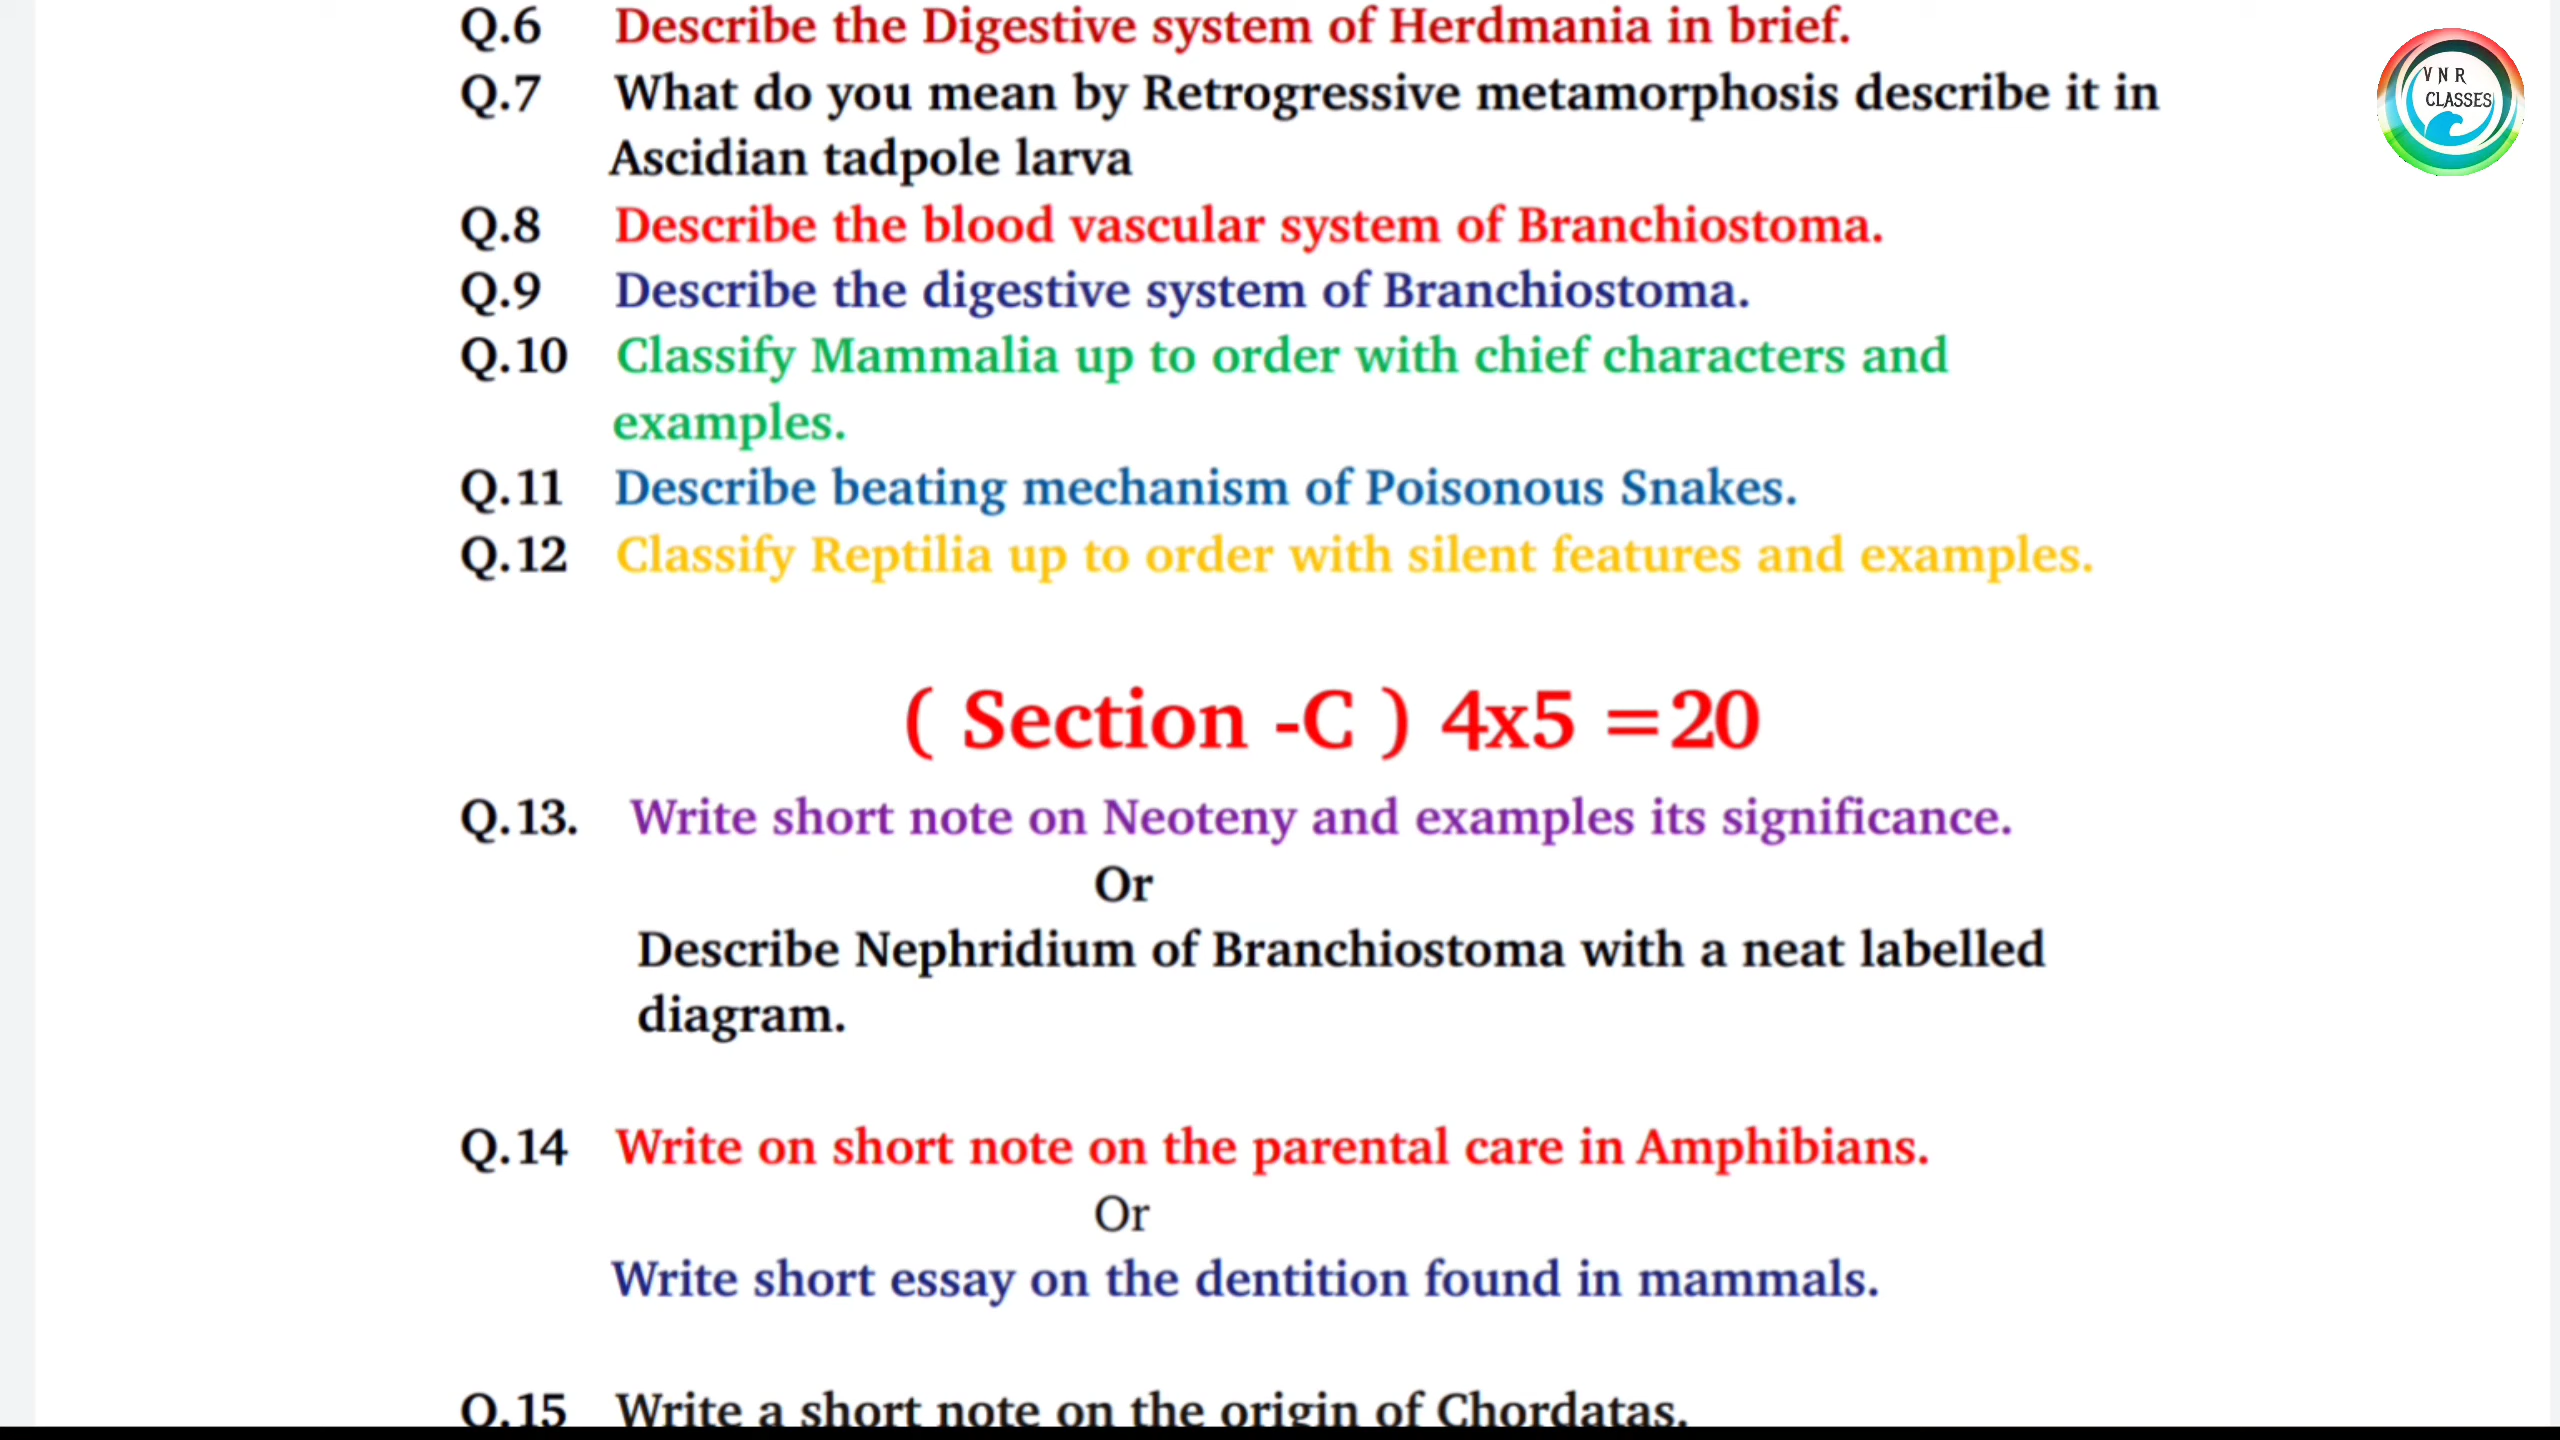 Q.6 Describe the Digestive system of Herdmania in brief.
VNR
CLASSES
Q.7 What do you mean by Retrogressive metamorphosis describe it in
Ascidian tadpole larva
Q.8 Describe the blood vascular system of Branchiostoma.
Q.9 Describe the digestive system of Branchiostoma.
Q.10 Classify Mammalia up to order with chief characters and
examples.
Q.11 Describe beating mechanism of Poisonous Snakes.
Q.12 Classify Reptilia up to order with silent features and examples.
( Section -C ) 4x5 =20
Q.13. Write short note on Neoteny and examples its significance.
Or
Describe Nephridium of Branchiostoma with a neat labelled
diagram.
Q.14 Write on short note on the parental care in Amphibians.
Or
Write short essay on the dentition found in mammals.
Q.15 Write a short note on the origin of Chordatas.